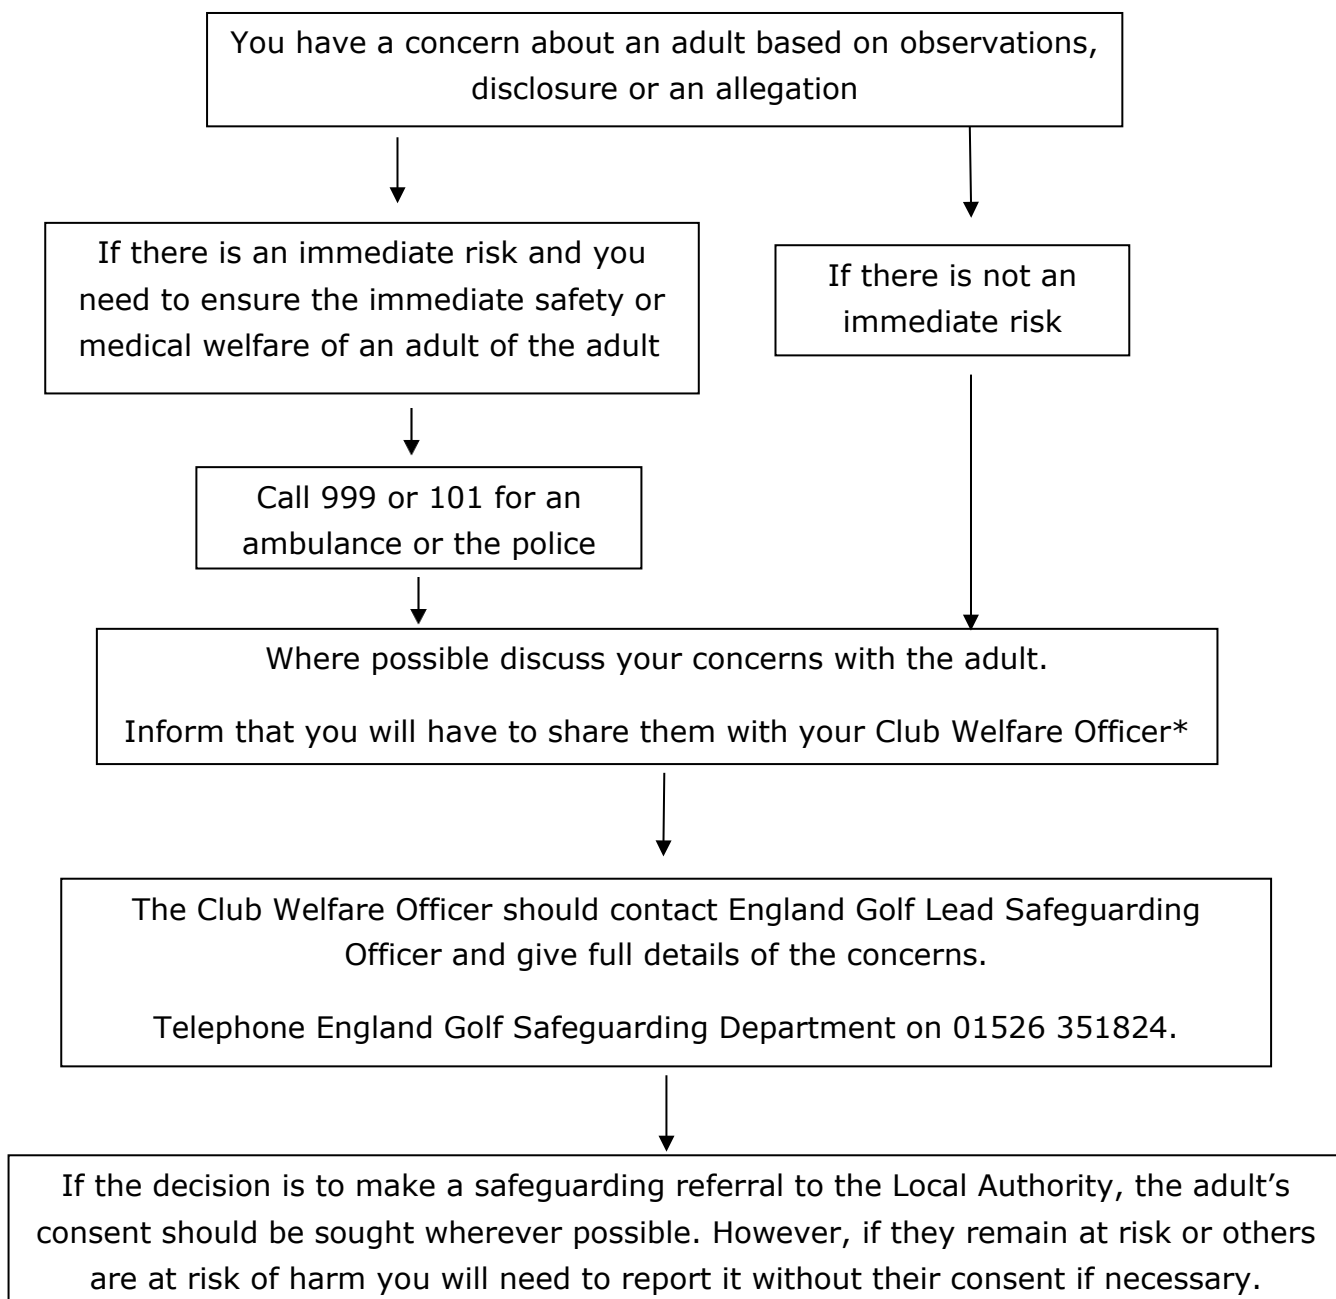 You have a concern about an adult based on observations,
disclosure or an allegation
If there is an immediate risk and you
need to ensure the immediate safety or
medical welfare of an adult of the adult
If there is not an
immediate risk
Call 999 or 101 for an
ambulance or the police
Where possible discuss your concerns with the adult.
Inform that you will have to share them with your Club Welfare Officer*
The Club Welfare Officer should contact England Golf Lead Safeguarding
Officer and give full details of the concerns.
Telephone England Golf Safeguarding Department on 01526 351824.
If the decision is to make a safeguarding referral to the Local Authority, the adult’s
consent should be sought wherever possible. However, if they remain at risk or others
are at risk of harm you will need to report it without their consent if necessary.